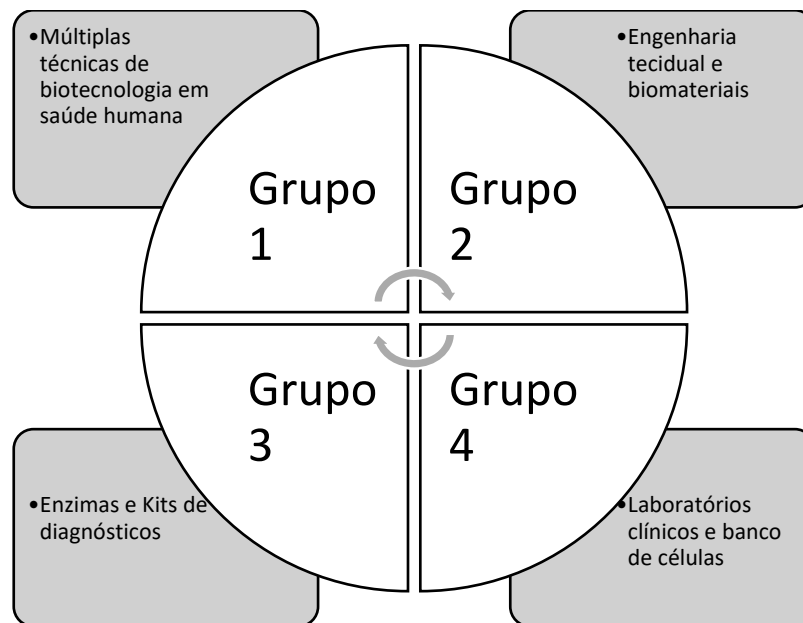 •Múltiplas
técnicas de
biotecnologia em
saúde humana
•Engenharia
tecidual e
biomateriais
Grupo
1
Grupo
2
Grupo
3
Grupo
4
•Enzimas e Kits de
diagnósticos
•Laboratórios
clínicos e banco
de células